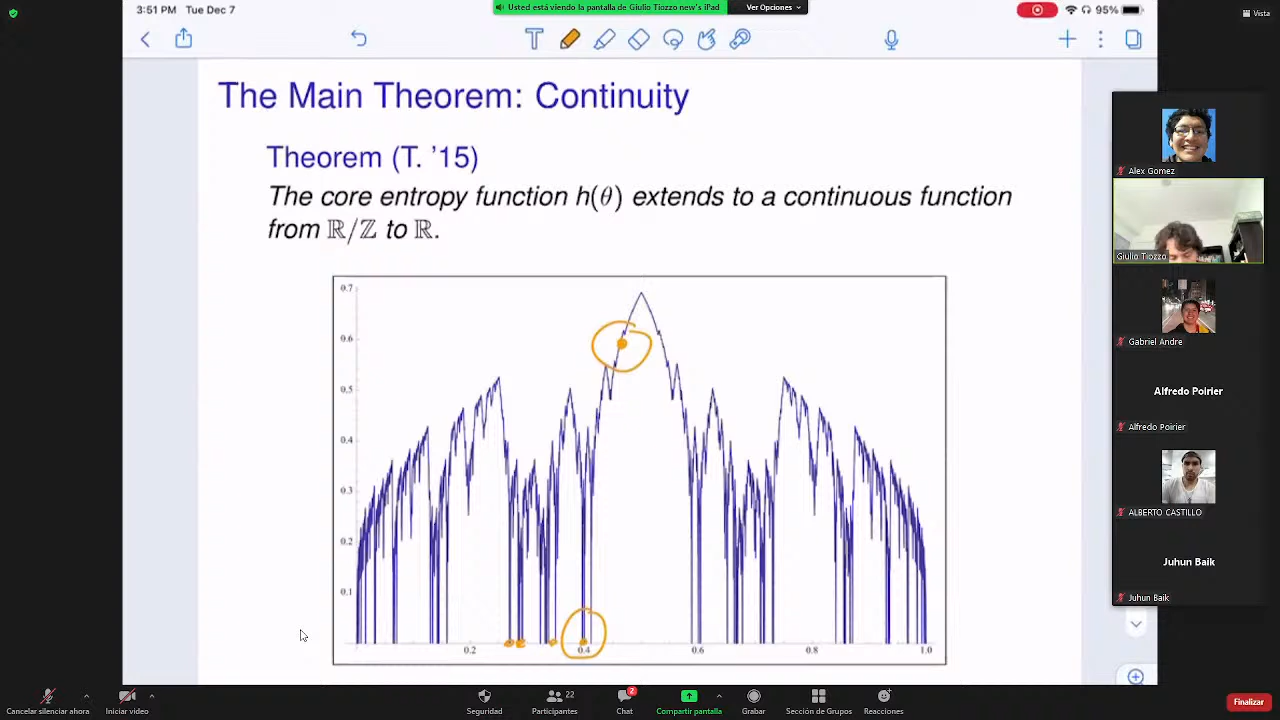 3:51 PM Tue Dec 7
Usted está viendo la pantalla de Giulio Tiozzo new's iPad
Ver Opciones
95%
Vista
The Main Theorem: Continuity
Theorem (T. '15)
The core entropy function h(θ) extends to a continuous function
from ℝ/ℤ to ℝ.
0.7
0.6
0.5
0.4
0.3
0.2
0.1
0.2
0.4
0.6
0.8
1.0
Alex Gomez
Giulio Tiozzo
Gabriel Andre
Alfredo Poirier
Alfredo Poirier
ALBERTO CASTILLO
Juhun Baik
Juhun Baik
Cancelar silenciar ahora
Iniciar video
Seguridad
22
Participantes
2
Chat
Compartir pantalla
Grabar
Sección de Grupos
Reacciones
Finalizar